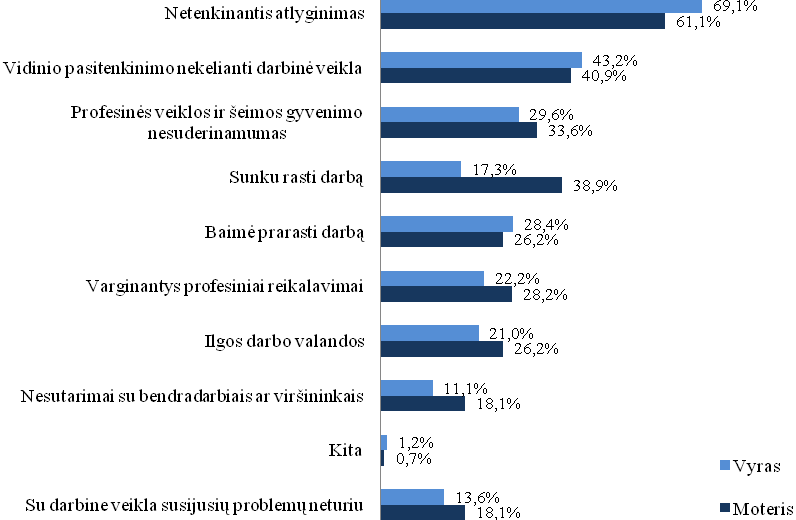 Netenkinantis atlyginimas
69,1%
61,1%
Vidinio pasitenkinimo nekelianti darbinė veikla
43,2%
40,9%
Profesinės veiklos ir šeimos gyvenimo
nesuderinamumas
29,6%
33,6%
Sunku rasti darbą
17,3%
38,9%
Baimė prarasti darbą
28,4%
26,2%
Varginantys profesiniai reikalavimai
22,2%
28,2%
Ilgos darbo valandos
21,0%
26,2%
Nesutarimai su bendradarbiais ar viršininkais
11,1%
18,1%
Kita
1,2%
0,7%
Su darbine veikla susijusių problemų neturiu
13,6%
18,1%
Vyras
Moteris